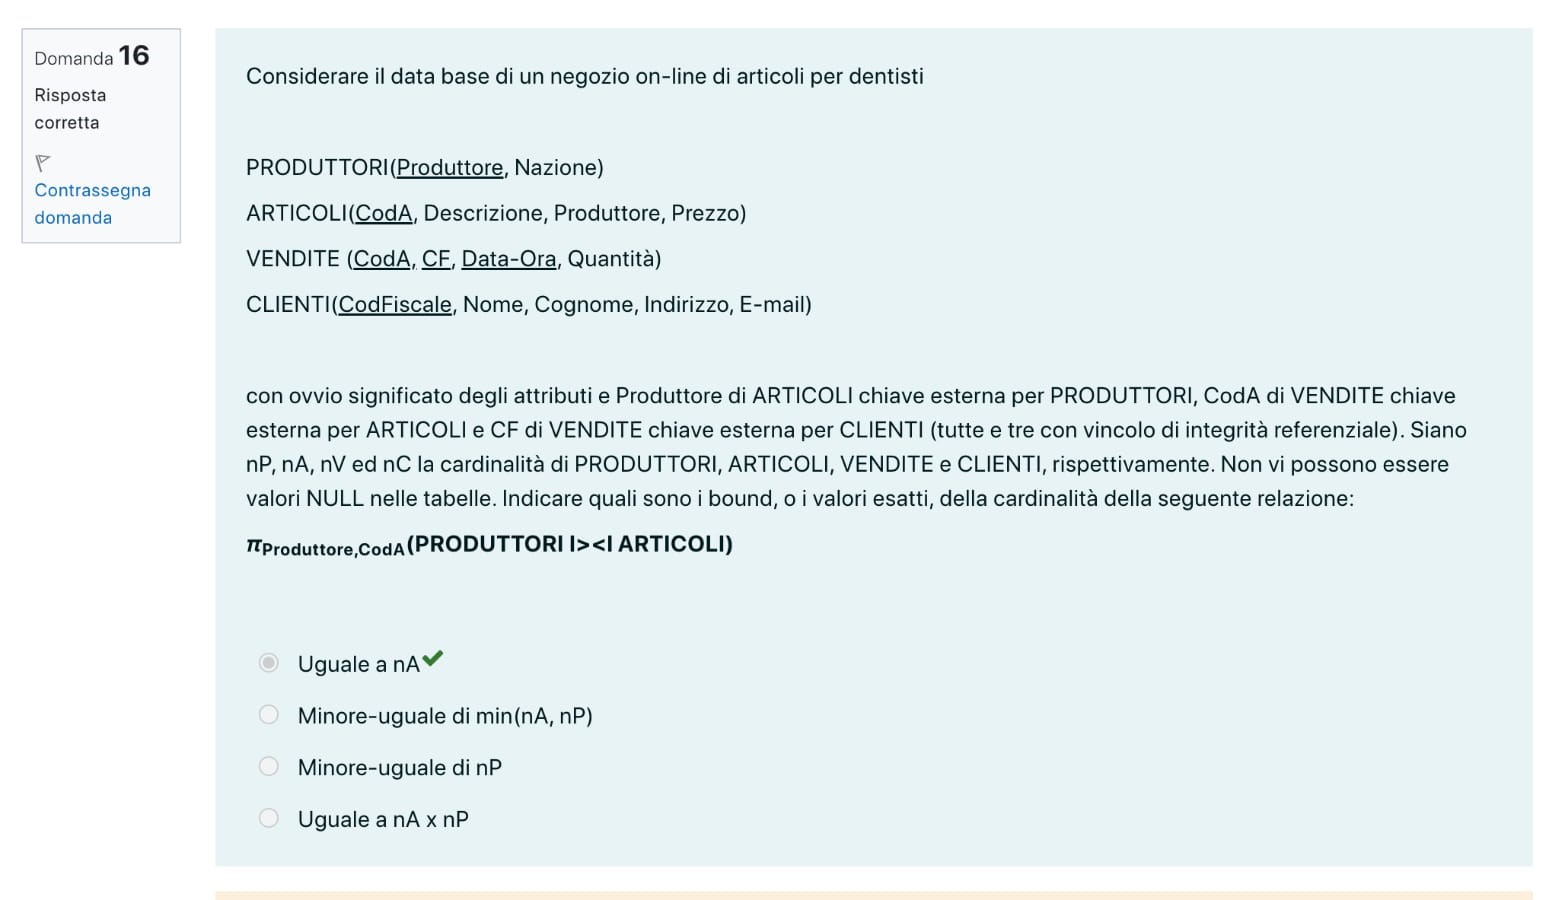 Domanda 16
Risposta
corretta
Contrassegna
domanda
Considerare il data base di un negozio on-line di articoli per dentisti
PRODUTTORI(Produttore, Nazione)
ARTICOLI(CodA, Descrizione, Produttore, Prezzo)
VENDITE (CodA, CF, Data-Ora, Quantità)
CLIENTI(CodFiscale, Nome, Cognome, Indirizzo, E-mail)
con ovvio significato degli attributi e Produttore di ARTICOLI chiave esterna per PRODUTTORI, CodA di VENDITE chiave
esterna per ARTICOLI e CF di VENDITE chiave esterna per CLIENTI (tutte e tre con vincolo di integrità referenziale). Siano
nP, nA, nV ed nC la cardinalità di PRODUTTORI, ARTICOLI, VENDITE e CLIENTI, rispettivamente. Non vi possono essere
valori NULL nelle tabelle. Indicare quali sono i bound, o i valori esatti, della cardinalità della seguente relazione:
πProduttore,CodA(PRODUTTORI I><I ARTICOLI)
Uguale a nA
Minore-uguale di min(nA, nP)
Minore-uguale di nP
Uguale a nA x nP